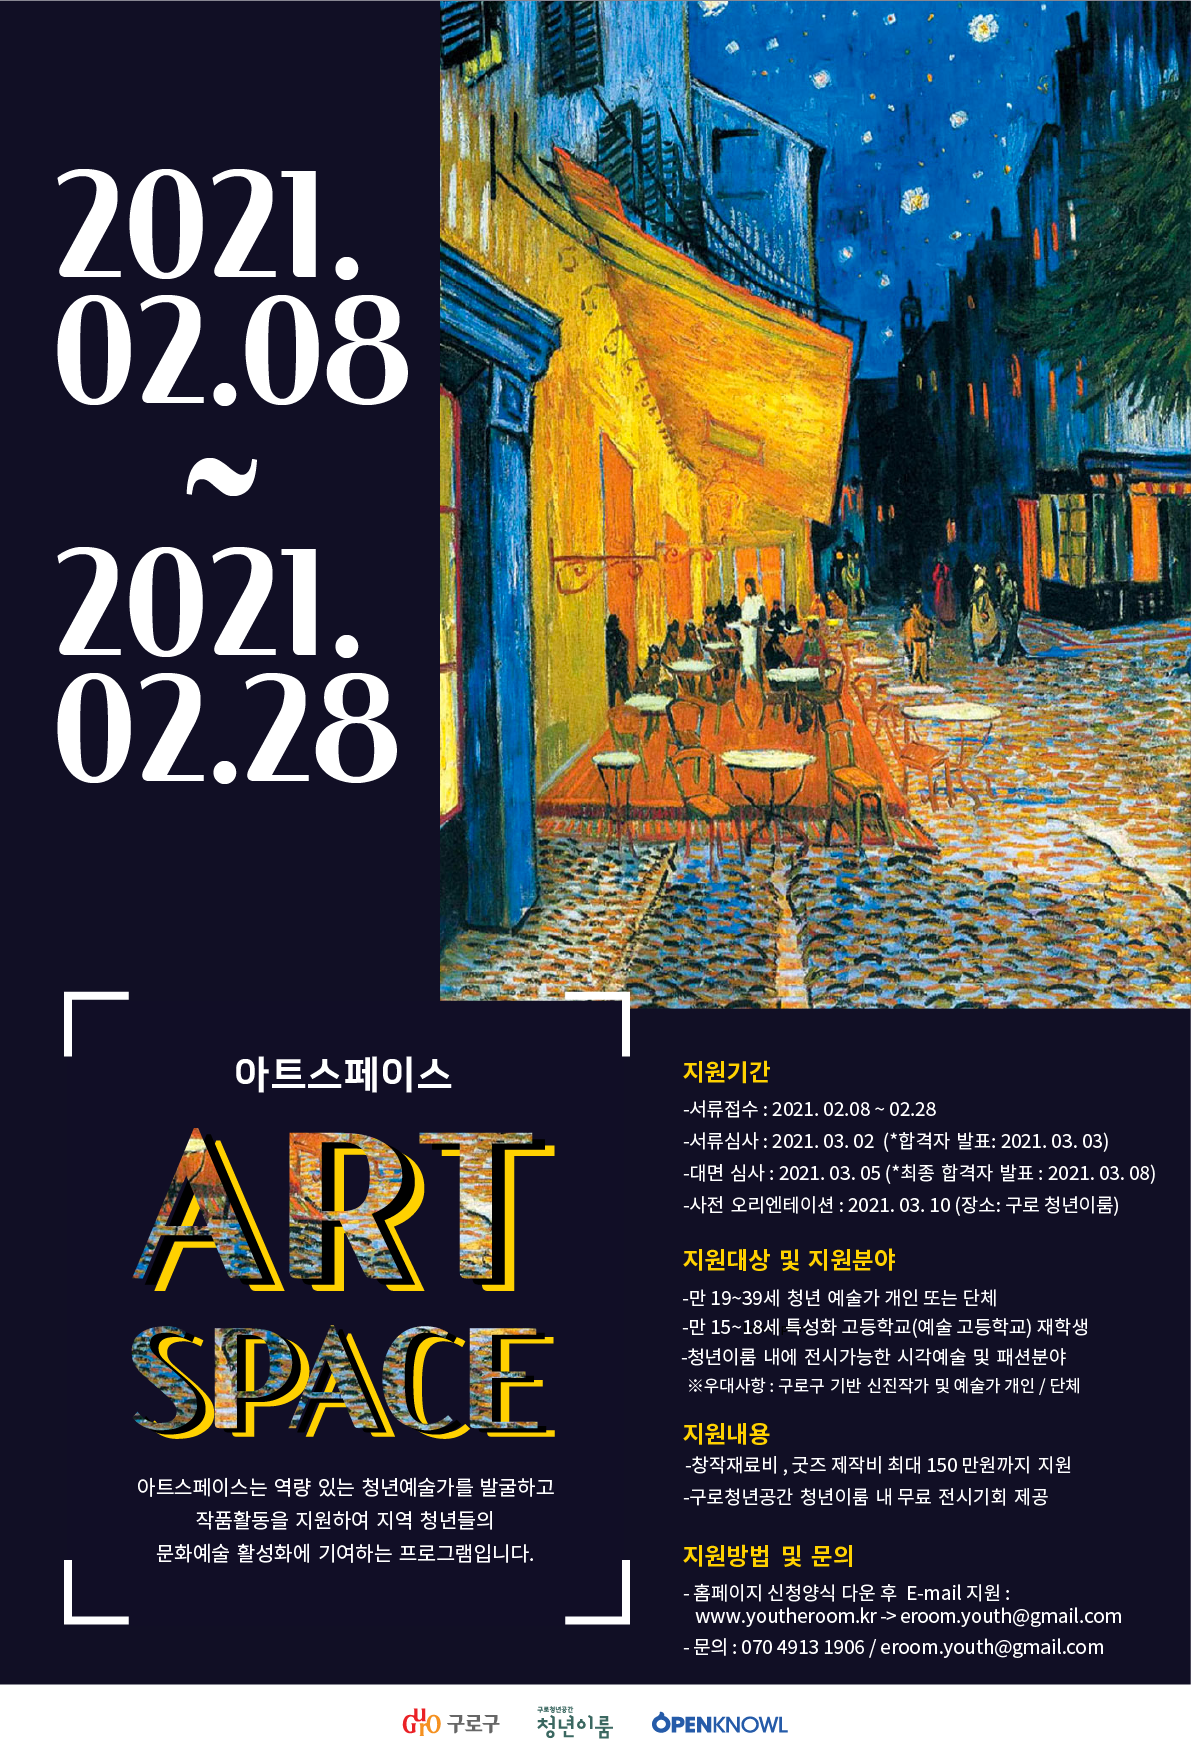 2021.
02.08
~
2021.
02.28
아트스페이스
ART
SPACE
아트스페이스는 역량 있는 청년예술가를 발굴하고
작품활동을 지원하여 지역 청년들의
문화예술 활성화에 기여하는 프로그램입니다.
지원기간
-서류접수 : 2021. 02.08 ~ 02.28
-서류심사 : 2021. 03. 02 (*합격자 발표: 2021. 03. 03)
-대면 심사 : 2021. 03. 05 (*최종 합격자 발표 : 2021. 03. 08)
-사전 오리엔테이션 : 2021. 03. 10 (장소: 구로 청년이룸)
지원대상 및 지원분야
-만 19~39세 청년 예술가 개인 또는 단체
-만 15~18세 특성화 고등학교(예술 고등학교) 재학생
-청년이룸 내에 전시가능한 시각예술 및 패션분야
※우대사항 : 구로구 기반 신진작가 및 예술가 개인 / 단체
지원내용
-창작재료비 , 굿즈 제작비 최대 150 만원까지 지원
-구로청년공간 청년이룸 내 무료 전시기회 제공
지원방법 및 문의
- 홈페이지 신청양식 다운 후 E-mail 지원 :
www.youtheroom.kr -> eroom.youth@gmail.com
- 문의 : 070 4913 1906 / eroom.youth@gmail.com
GuRO 구로구
구로청년공간
청년이룸
OPENKNOWL